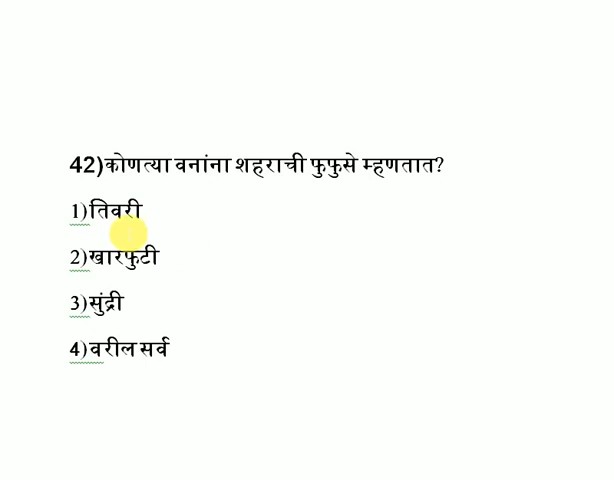 42)कोणत्या वनांना शहराची फुफुसे म्हणतात?
1)तिवरी
2)खारफुटी
3)सुंद्री
4)वरील सर्व